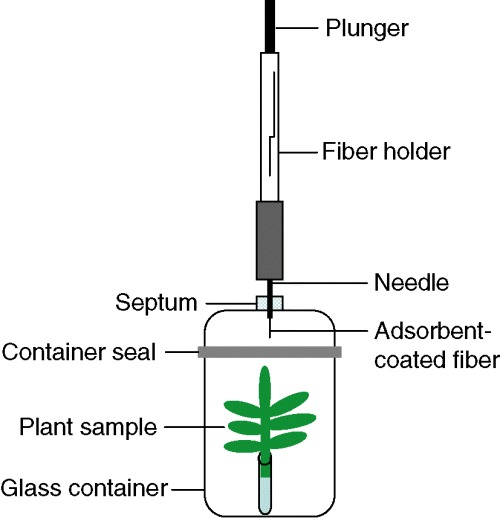 Plunger
Fiber holder
Needle
Septum
Adsorbent-
coated fiber
Container seal
Plant sample
Glass container